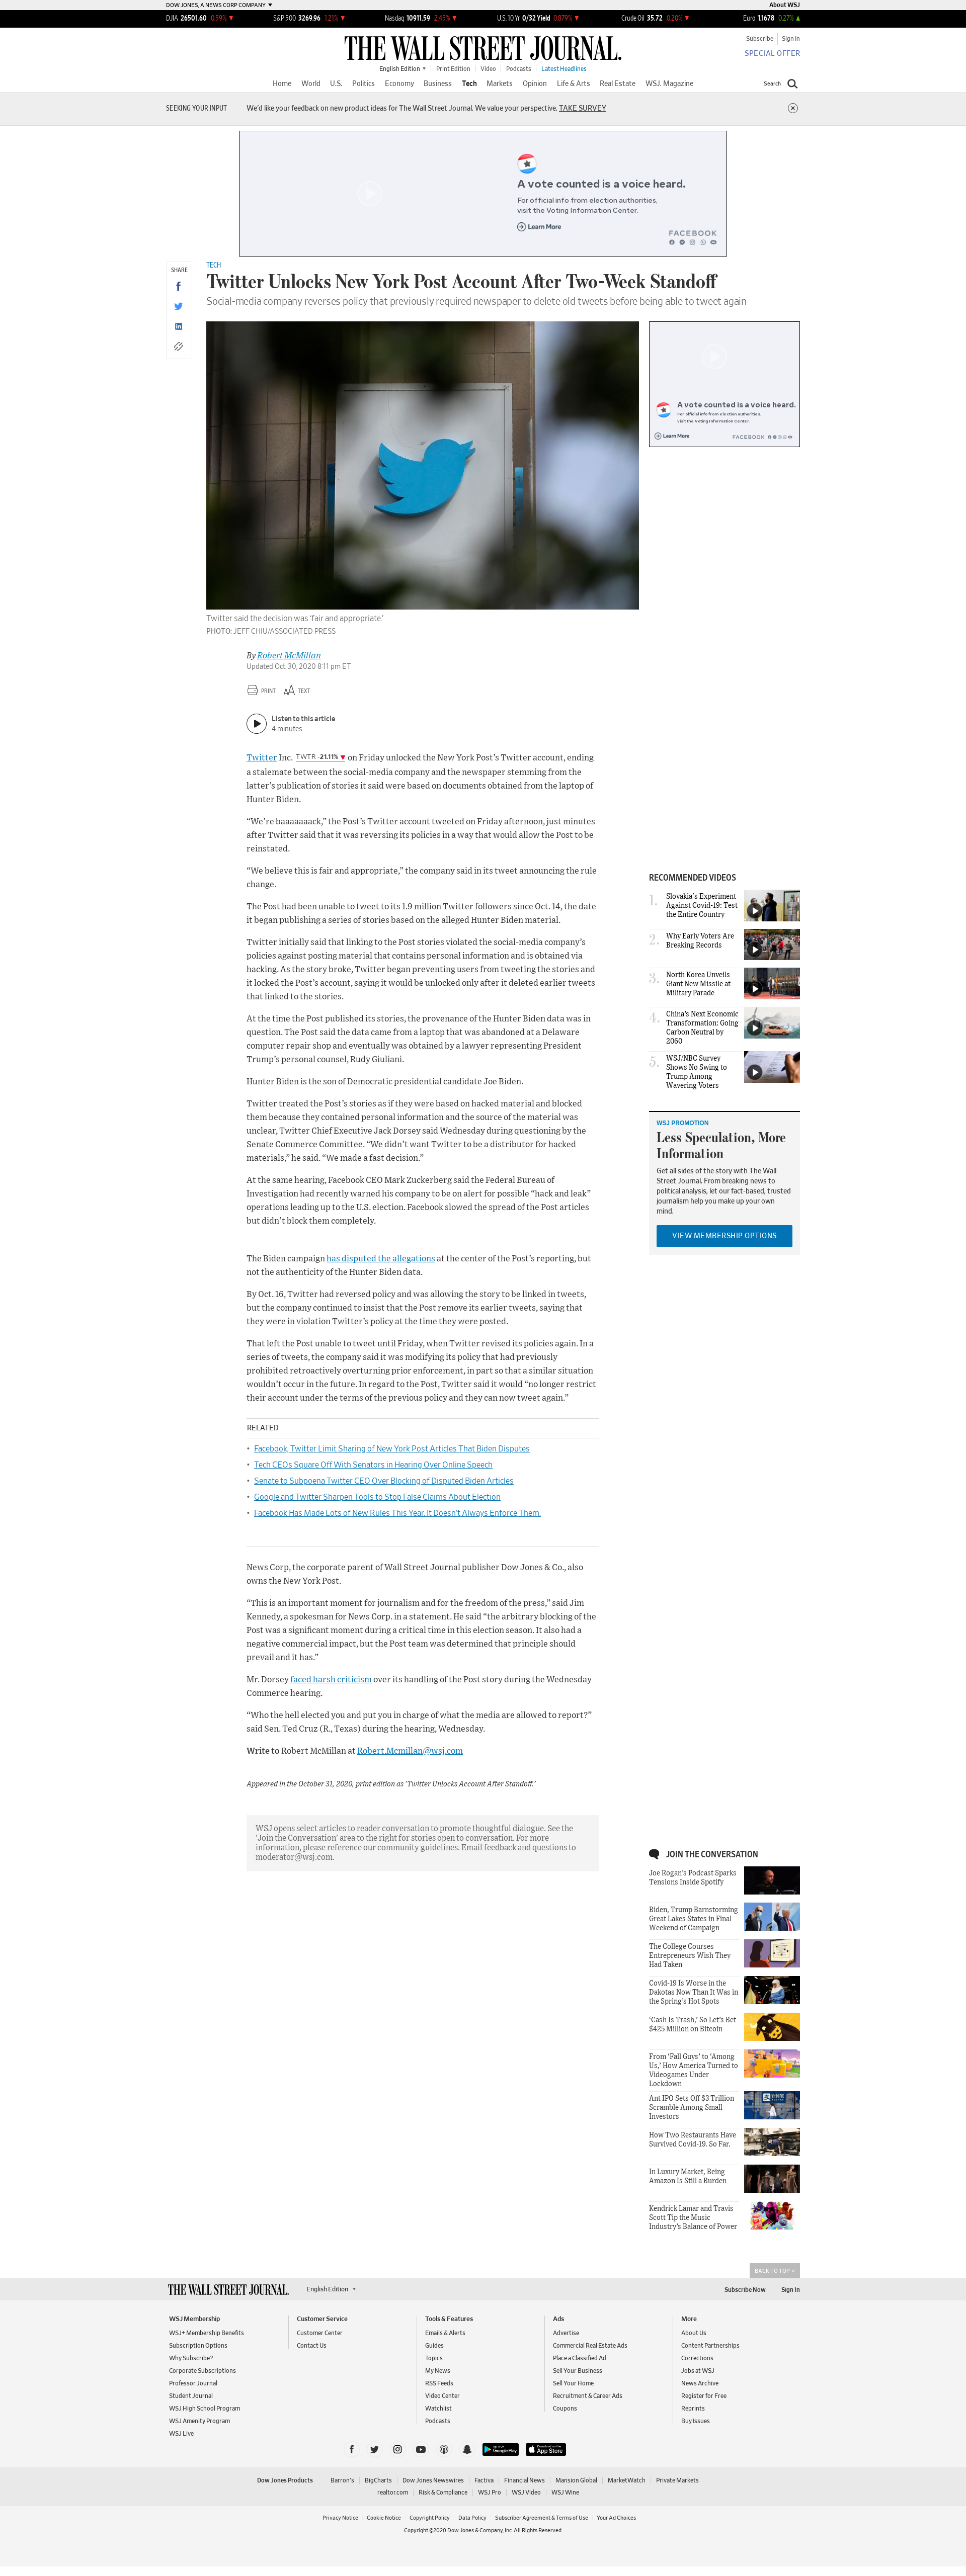 DOW JONES, A NEWS CORP COMPANY
About WSJ
DJIA 26501.60 0.59%
S&P 500 3269.96 1.21%
Nasdaq 10911.59 2.45%
U.S. 10 Yr 0/32 Yield 0.879%
Crude Oil 35.72 0.20%
Euro 1.1678 0.27%
THE WALL STREET JOURNAL.
Subscribe
Sign In
SPECIAL OFFER
English Edition
Print Edition
Video
Podcasts
Latest Headlines
Home World U.S. Politics Economy Business Tech Markets Opinion Life & Arts Real Estate WSJ. Magazine
Search
SEEKING YOUR INPUT
We'd like your feedback on new product ideas for The Wall Street Journal. We value your perspective. TAKE SURVEY
A vote counted is a voice heard.
For official info from election authorities,
visit the Voting Information Center.
Learn More
FACEBOOK
SHARE
TECH
Twitter Unlocks New York Post Account After Two-Week Standoff
Social-media company reverses policy that previously required newspaper to delete old tweets before being able to tweet again
Twitter said the decision was 'fair and appropriate.'
PHOTO: JEFF CHIU/ASSOCIATED PRESS
A vote counted is a voice heard.
For official info from election authorities,
visit the Voting Information Center.
Learn More
FACEBOOK
By Robert McMillan
Updated Oct. 30, 2020 8:11 pm ET
PRINT
TEXT
Listen to this article
4 minutes
Twitter Inc. TWTR -21.11% on Friday unlocked the New York Post's Twitter account, ending
a stalemate between the social-media company and the newspaper stemming from the
latter's publication of stories it said were based on documents obtained from the laptop of
Hunter Biden.
“We're baaaaaaack,” the Post's Twitter account tweeted on Friday afternoon, just minutes
after Twitter said that it was reversing its policies in a way that would allow the Post to be
reinstated.
“We believe this is fair and appropriate,” the company said in its tweet announcing the rule
change.
The Post had been unable to tweet to its 1.9 million Twitter followers since Oct. 14, the date
it began publishing a series of stories based on the alleged Hunter Biden material.
Twitter initially said that linking to the Post stories violated the social-media company's
policies against posting material that contains personal information and is obtained via
hacking. As the story broke, Twitter began preventing users from tweeting the stories and
locked the Post's account, saying it would be unlocked only after it deleted earlier tweets
that linked to the stories.
At the time the Post published its stories, the provenance of the Hunter Biden data was in
question. The Post said the data came from a laptop that was abandoned at a Delaware
computer repair shop and eventually was obtained by a lawyer representing President
Trump's personal counsel, Rudy Giuliani.
Hunter Biden is the son of Democratic presidential candidate Joe Biden.
Twitter treated the Post's stories as if they were based on hacked material and blocked
them because they contained personal information and the source of the material was
unclear, Twitter Chief Executive Jack Dorsey said Wednesday during questioning by the
Senate Commerce Committee. “We didn't want Twitter to be a distributor for hacked
materials,” he said. “We made a fast decision.”
At the same hearing, Facebook CEO Mark Zuckerberg said the Federal Bureau of
Investigation had recently warned his company to be on alert for possible “hack and leak”
operations leading up to the U.S. election. Facebook slowed the spread of the Post articles
but didn't block them completely.
The Biden campaign has disputed the allegations at the center of the Post's reporting, but
not the authenticity of the Hunter Biden data.
By Oct. 16, Twitter had reversed policy and was allowing the story to be linked in tweets,
but the company continued to insist that the Post remove its earlier tweets, saying that
they were in violation Twitter's policy at the time they were posted.
That left the Post unable to tweet until Friday, when Twitter revised its policies again. In a
series of tweets, the company said it was modifying its policy that had previously
prohibited retroactively overturning prior enforcement, in part so that a similar situation
wouldn't occur in the future. In regard to the Post, Twitter said it would “no longer restrict
their account under the terms of the previous policy and they can now tweet again.”
RELATED
• Facebook, Twitter Limit Sharing of New York Post Articles That Biden Disputes
• Tech CEOs Square Off With Senators in Hearing Over Online Speech
• Senate to Subpoena Twitter CEO Over Blocking of Disputed Biden Articles
• Google and Twitter Sharpen Tools to Stop False Claims About Election
• Facebook Has Made Lots of New Rules This Year. It Doesn't Always Enforce Them.
News Corp, the corporate parent of Wall Street Journal publisher Dow Jones & Co., also
owns the New York Post.
“This is an important moment for journalism and for the freedom of the press,” said Jim
Kennedy, a spokesman for News Corp. in a statement. He said “the arbitrary blocking of the
Post was a significant moment during a critical time in this election season. It also had a
negative commercial impact, but the Post team was determined that principle should
prevail and it has.”
Mr. Dorsey faced harsh criticism over its handling of the Post story during the Wednesday
Commerce hearing.
“Who the hell elected you and put you in charge of what the media are allowed to report?”
said Sen. Ted Cruz (R., Texas) during the hearing, Wednesday.
Write to Robert McMillan at Robert.Mcmillan@wsj.com
Appeared in the October 31, 2020, print edition as 'Twitter Unlocks Account After Standoff.'
WSJ opens select articles to reader conversation to promote thoughtful dialogue. See the
'Join the Conversation' area to the right for stories open to conversation. For more
information, please reference our community guidelines. Email feedback and questions to
moderator@wsj.com.
RECOMMENDED VIDEOS
1. Slovakia's Experiment
Against Covid-19: Test
the Entire Country
2. Why Early Voters Are
Breaking Records
3. North Korea Unveils
Giant New Missile at
Military Parade
4. China's Next Economic
Transformation: Going
Carbon Neutral by
2060
5. WSJ/NBC Survey
Shows No Swing to
Trump Among
Wavering Voters
WSJ PROMOTION
Less Speculation, More
Information
Get all sides of the story with The Wall
Street Journal. From breaking news to
political analysis, let our fact-based, trusted
journalism help you make up your own
mind.
VIEW MEMBERSHIP OPTIONS
JOIN THE CONVERSATION
Joe Rogan's Podcast Sparks
Tensions Inside Spotify
Biden, Trump Barnstorming
Great Lakes States in Final
Weekend of Campaign
The College Courses
Entrepreneurs Wish They
Had Taken
Covid-19 Is Worse in the
Dakotas Now Than It Was in
the Spring's Hot Spots
'Cash Is Trash,' So Let's Bet
$425 Million on Bitcoin
From 'Fall Guys' to 'Among
Us,' How America Turned to
Videogames Under
Lockdown
Ant IPO Sets Off $3 Trillion
Scramble Among Small
Investors
How Two Restaurants Have
Survived Covid-19. So Far.
In Luxury Market, Being
Amazon Is Still a Burden
Kendrick Lamar and Travis
Scott Tip the Music
Industry's Balance of Power
BACK TO TOP
THE WALL STREET JOURNAL.
English Edition
Subscribe Now
Sign In
WSJ Membership
WSJ+ Membership Benefits
Subscription Options
Why Subscribe?
Corporate Subscriptions
Professor Journal
Student Journal
WSJ High School Program
WSJ Amenity Program
WSJ Live
Customer Service
Customer Center
Contact Us
Tools & Features
Emails & Alerts
Guides
Topics
My News
RSS Feeds
Video Center
Watchlist
Podcasts
Ads
Advertise
Commercial Real Estate Ads
Place a Classified Ad
Sell Your Business
Sell Your Home
Recruitment & Career Ads
Coupons
More
About Us
Content Partnerships
Corrections
Jobs at WSJ
News Archive
Register for Free
Reprints
Buy Issues
Google Play
App Store
Dow Jones Products
Barron's BigCharts Dow Jones Newswires Factiva Financial News Mansion Global MarketWatch Private Markets
realtor.com Risk & Compliance WSJ Pro WSJ Video WSJ Wine
Privacy Notice Cookie Notice Copyright Policy Data Policy Subscriber Agreement & Terms of Use Your Ad Choices
Copyright ©2020 Dow Jones & Company, Inc. All Rights Reserved.